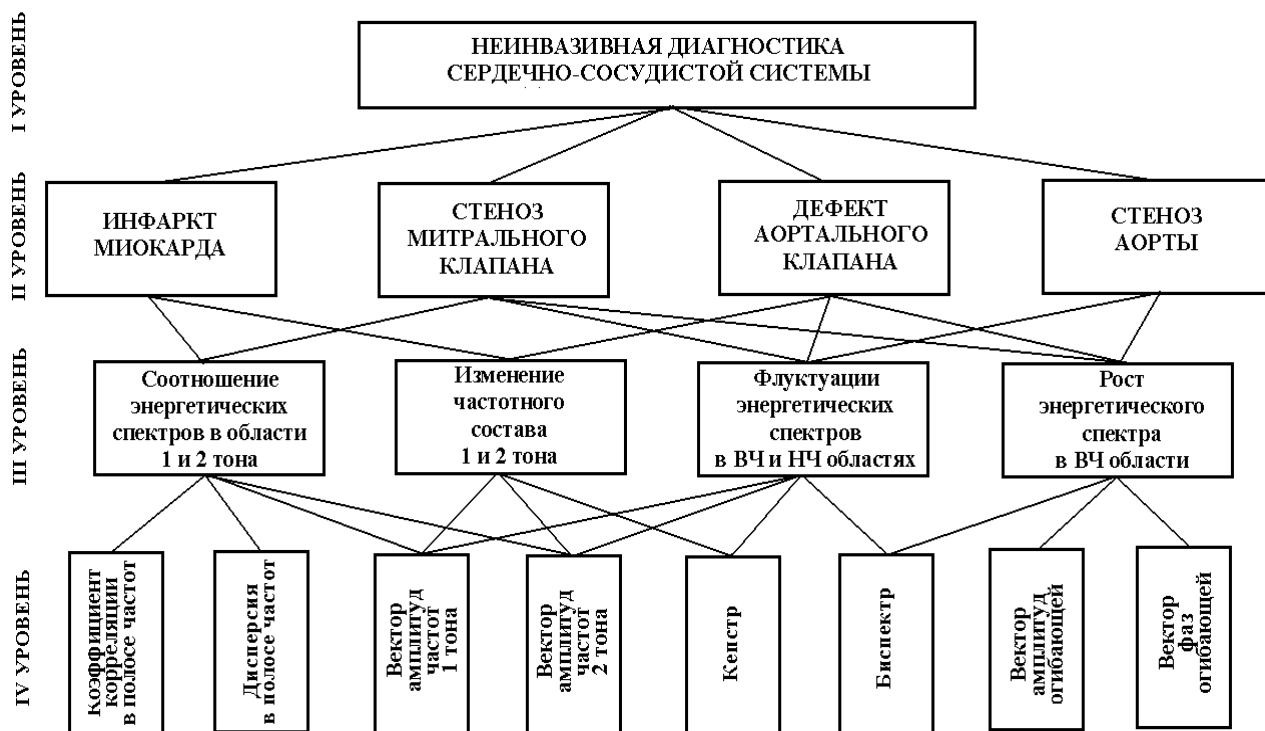 I УРОВЕНЬ
НЕИНВАЗИВНАЯ ДИАГНОСТИКА
СЕРДЕЧНО-СОСУДИСТОЙ СИСТЕМЫ
II УРОВЕНЬ
ИНФАРКТ
МИОКАРДА
СТЕНОЗ
МИТРАЛЬНОГО
КЛАПАНА
ДЕФЕКТ
АОРТАЛЬНОГО
КЛАПАНА
СТЕНОЗ
АОРТЫ
III УРОВЕНЬ
Соотношение
энергетических
спектров в области
1 и 2 тона
Изменение
частотного
состава
1 и 2 тона
Флуктуации
энергетических
спектров
в ВЧ и НЧ областях
Рост
энергетического
спектра
в ВЧ области
IV УРОВЕНЬ
Коэффициент
корреляции
в полосе частот
Дисперсия
в полосе частот
Вектор
амплитуд
частот
1 тона
Вектор
амплитуд
частот
2 тона
Кепстр
Биспектр
Вектор
амплитуд
огибающей
Вектор
фаз
огибающей